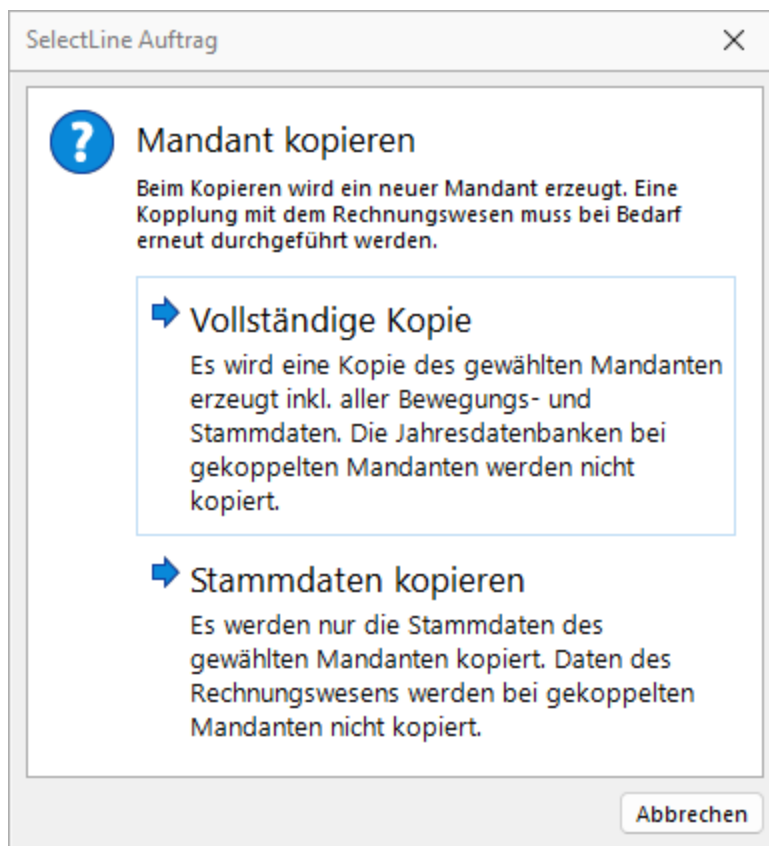 SelectLine Auftrag
Mandant kopieren
Beim Kopieren wird ein neuer Mandant erzeugt. Eine
Kopplung mit dem Rechnungswesen muss bei Bedarf
erneut durchgeführt werden.
Vollständige Kopie
Es wird eine Kopie des gewählten Mandanten
erzeugt inkl. aller Bewegungs- und
Stammdaten. Die Jahresdatenbanken bei
gekoppelten Mandanten werden nicht
kopiert.
Stammdaten kopieren
Es werden nur die Stammdaten des
gewählten Mandanten kopiert. Daten des
Rechnungswesens werden bei gekoppelten
Mandanten nicht kopiert.
Abbrechen